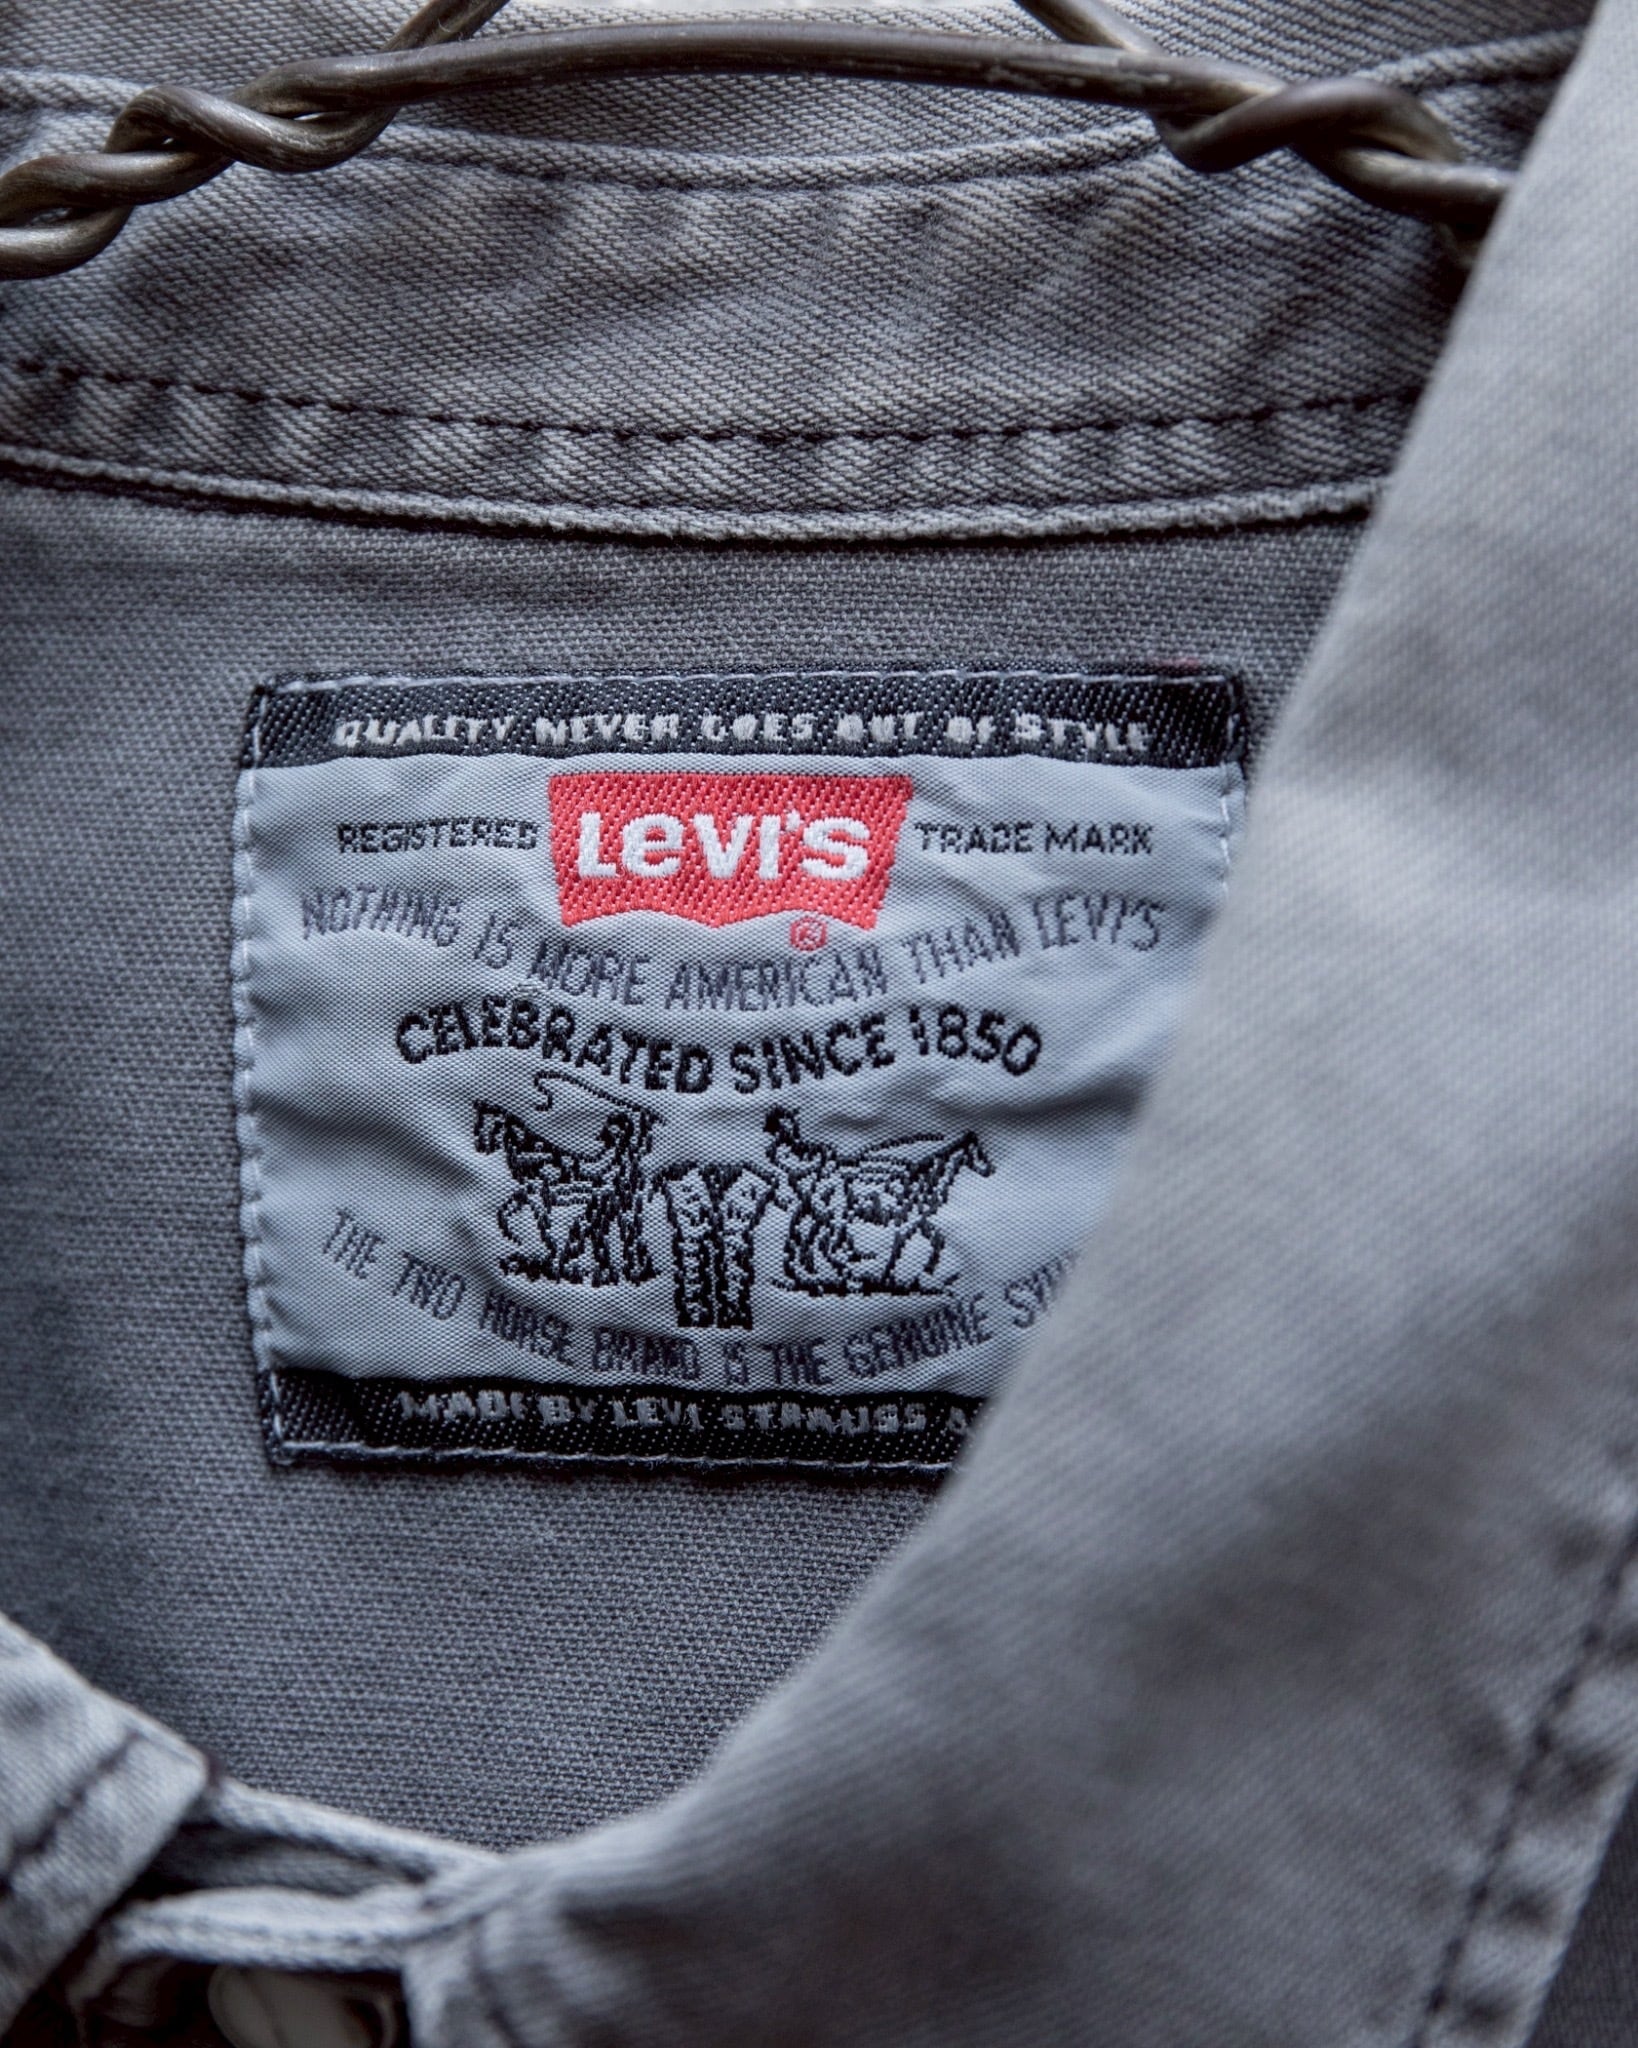 QUALITY NEVER GOES OUT OF STYLE
REGISTERED LEVI'S ® TRADE MARK
NOTHING IS MORE AMERICAN THAN LEVI'S
CELEBRATED SINCE 1850
THE TWO HORSE BRAND IS THE GENUINE
MADE BY LEVI STRAUSS